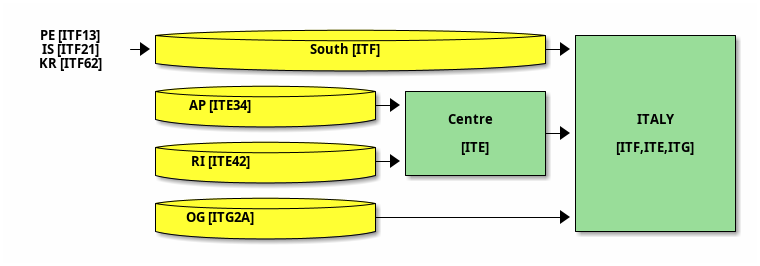 PE [ITF13]
IS [ITF21]
KR [ITF62]
South [ITF]
AP [ITE34]
RI [ITE42]
OG [ITG2A]
Centre
[ITE]
ITALY
[ITF,ITE,ITG]